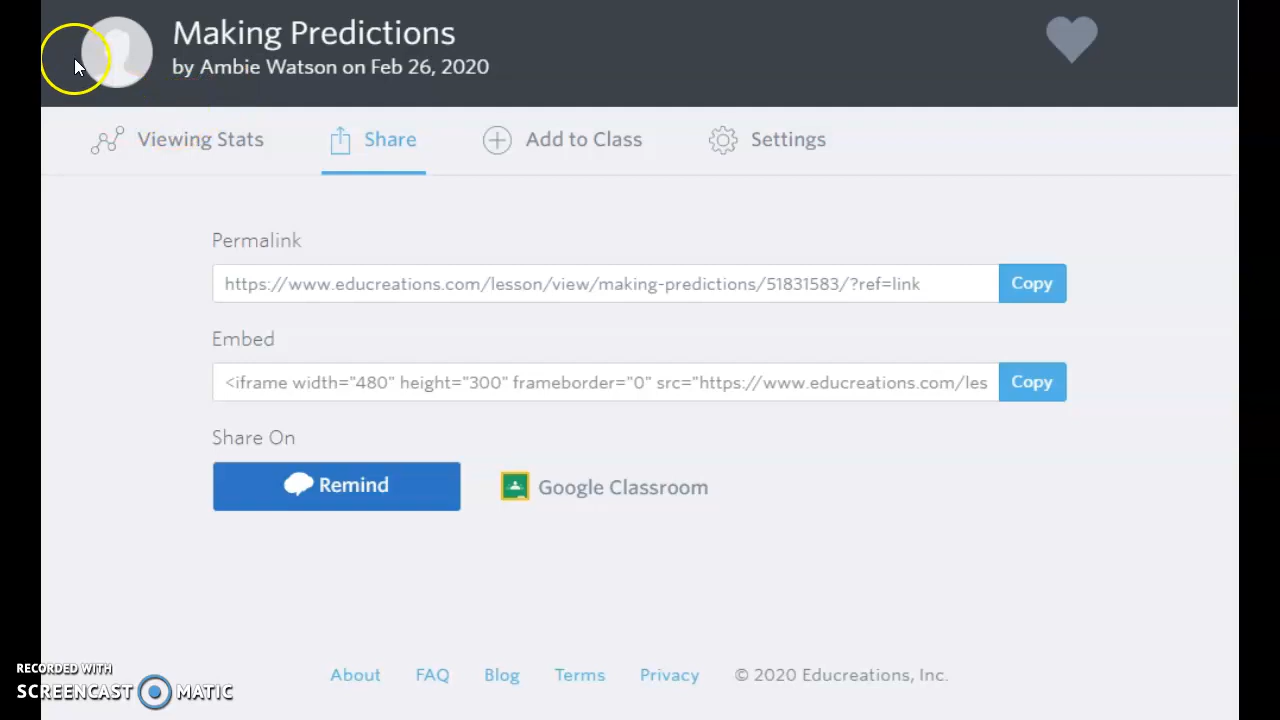 Making Predictions
by Ambie Watson on Feb 26, 2020
Viewing Stats Share Add to Class Settings
Permalink
https://www.educreations.com/lesson/view/making-predictions/51831583/?ref=link Copy
Embed
<iframe width="480" height="300" frameborder="0" src="https://www.educreations.com/les Copy
Share On
Remind Google Classroom
About FAQ Blog Terms Privacy © 2020 Educreations, Inc.
RECORDED WITH
SCREENCAST MATIC